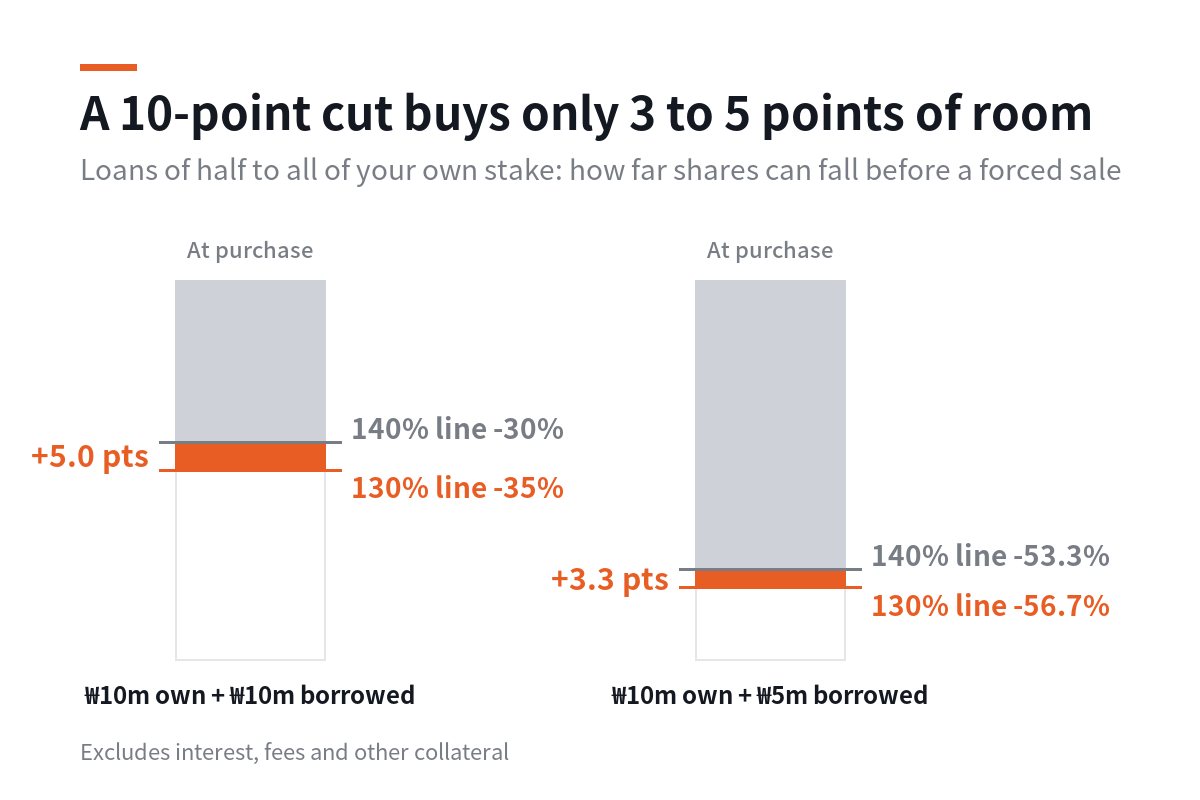 A 10-point cut buys only 3 to 5 points of room
Loans of half to all of your own stake: how far shares can fall before a forced sale
At purchase
140% line -30%
+5.0 pts
130% line -35%
₩10m own + ₩10m borrowed
At purchase
140% line -53.3%
+3.3 pts
130% line -56.7%
₩10m own + ₩5m borrowed
Excludes interest, fees and other collateral